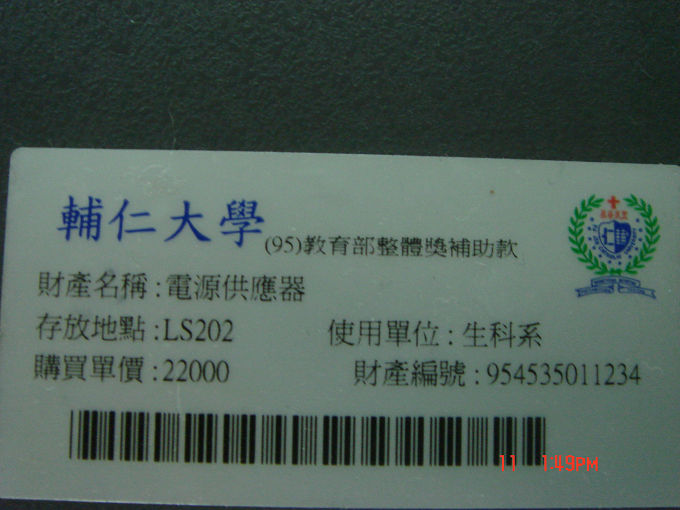 輔仁大學 (95)教育部整體獎補助款
財產名稱:電源供應器
存放地點:LS202 使用單位:生科系
購買單價:22000 財產編號:954535011234
11 1:49PM